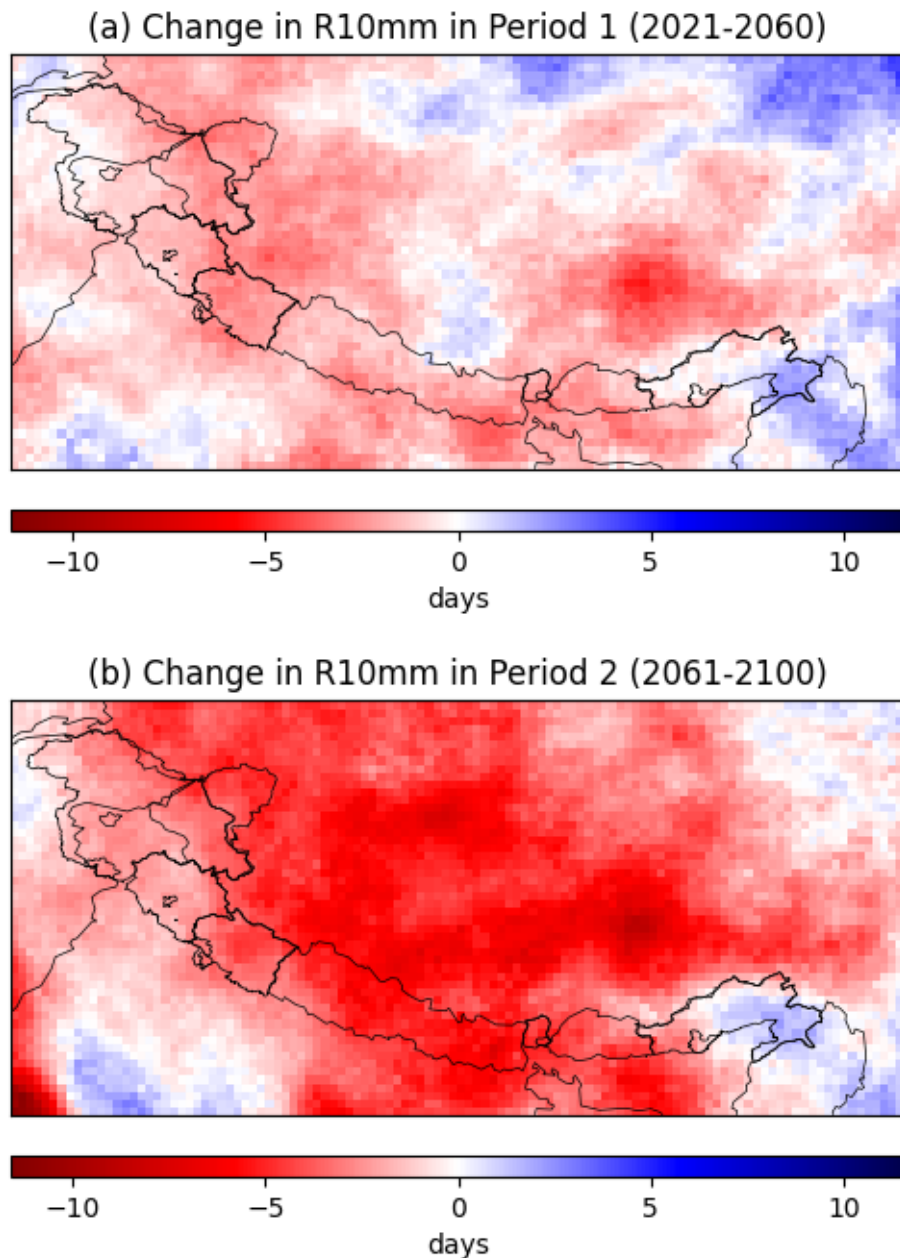 (a) Change in R10mm in Period 1 (2021-2060)
−10 −5 0 5 10
days
(b) Change in R10mm in Period 2 (2061-2100)
−10 −5 0 5 10
days